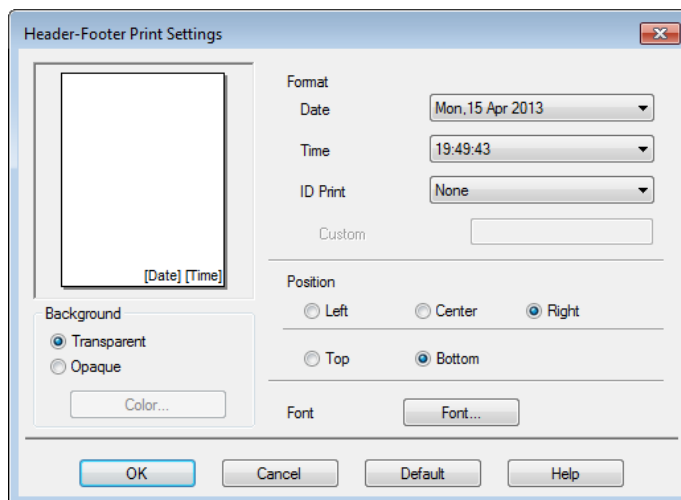 Header-Footer Print Settings
[Date] [Time]
Background
Transparent
Opaque
Color...
Format
Date
Mon,15 Apr 2013
Time
19:49:43
ID Print
None
Custom
Position
Left
Center
Right
Top
Bottom
Font
Font...
OK
Cancel
Default
Help